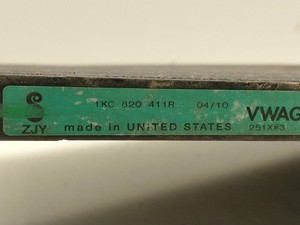 1KC 820 411R 04/10
ZJY made in UNITED STATES
VWAG
251X#3